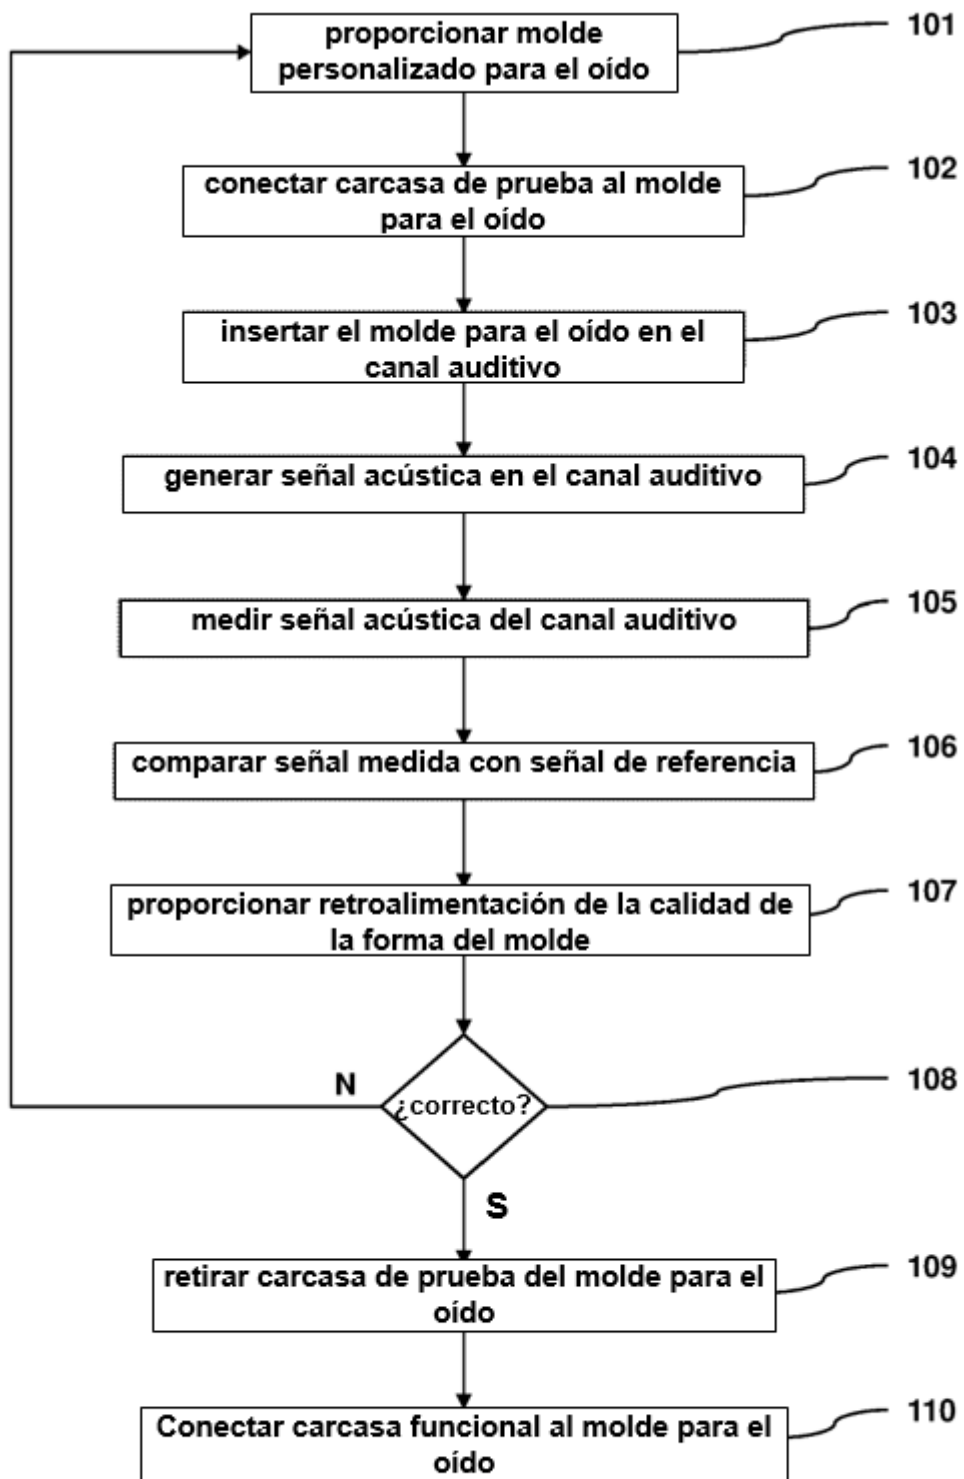 proporcionar molde
personalizado para el oído
101
conectar carcasa de prueba al molde
para el oído
102
insertar el molde para el oído en el
canal auditivo
103
generar señal acústica en el canal auditivo
104
medir señal acústica del canal auditivo
105
comparar señal medida con señal de referencia
106
proporcionar retroalimentación de la calidad de
la forma del molde
107
N
¿correcto?
108
S
retirar carcasa de prueba del molde para el
oído
109
Conectar carcasa funcional al molde para el
oído
110